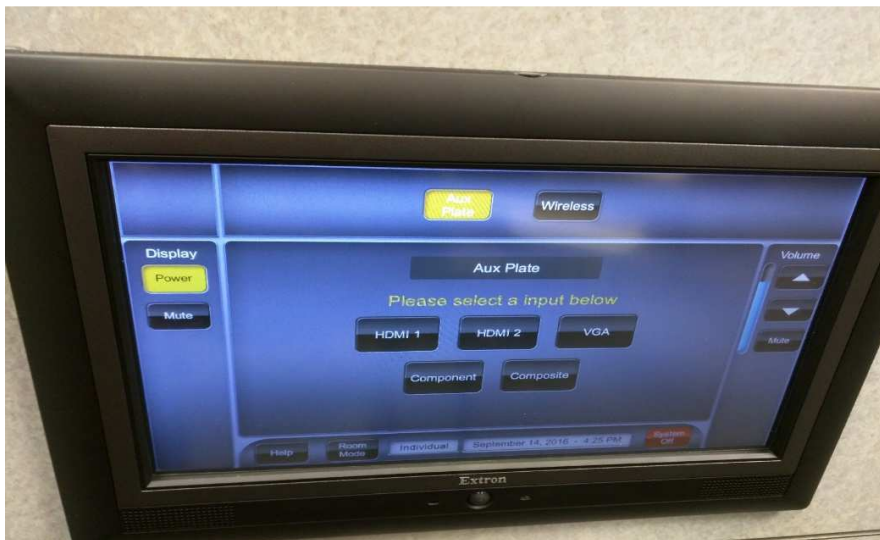 Aux
Plate
Wireless
Display
Power
Mute
Aux Plate
Please select a input below
HDMI 1
HDMI 2
VGA
Component
Composite
Volume
Mute
Help
Room
Mode
Individual
September 14, 2016 - 4:25 PM
System
Off
Extron